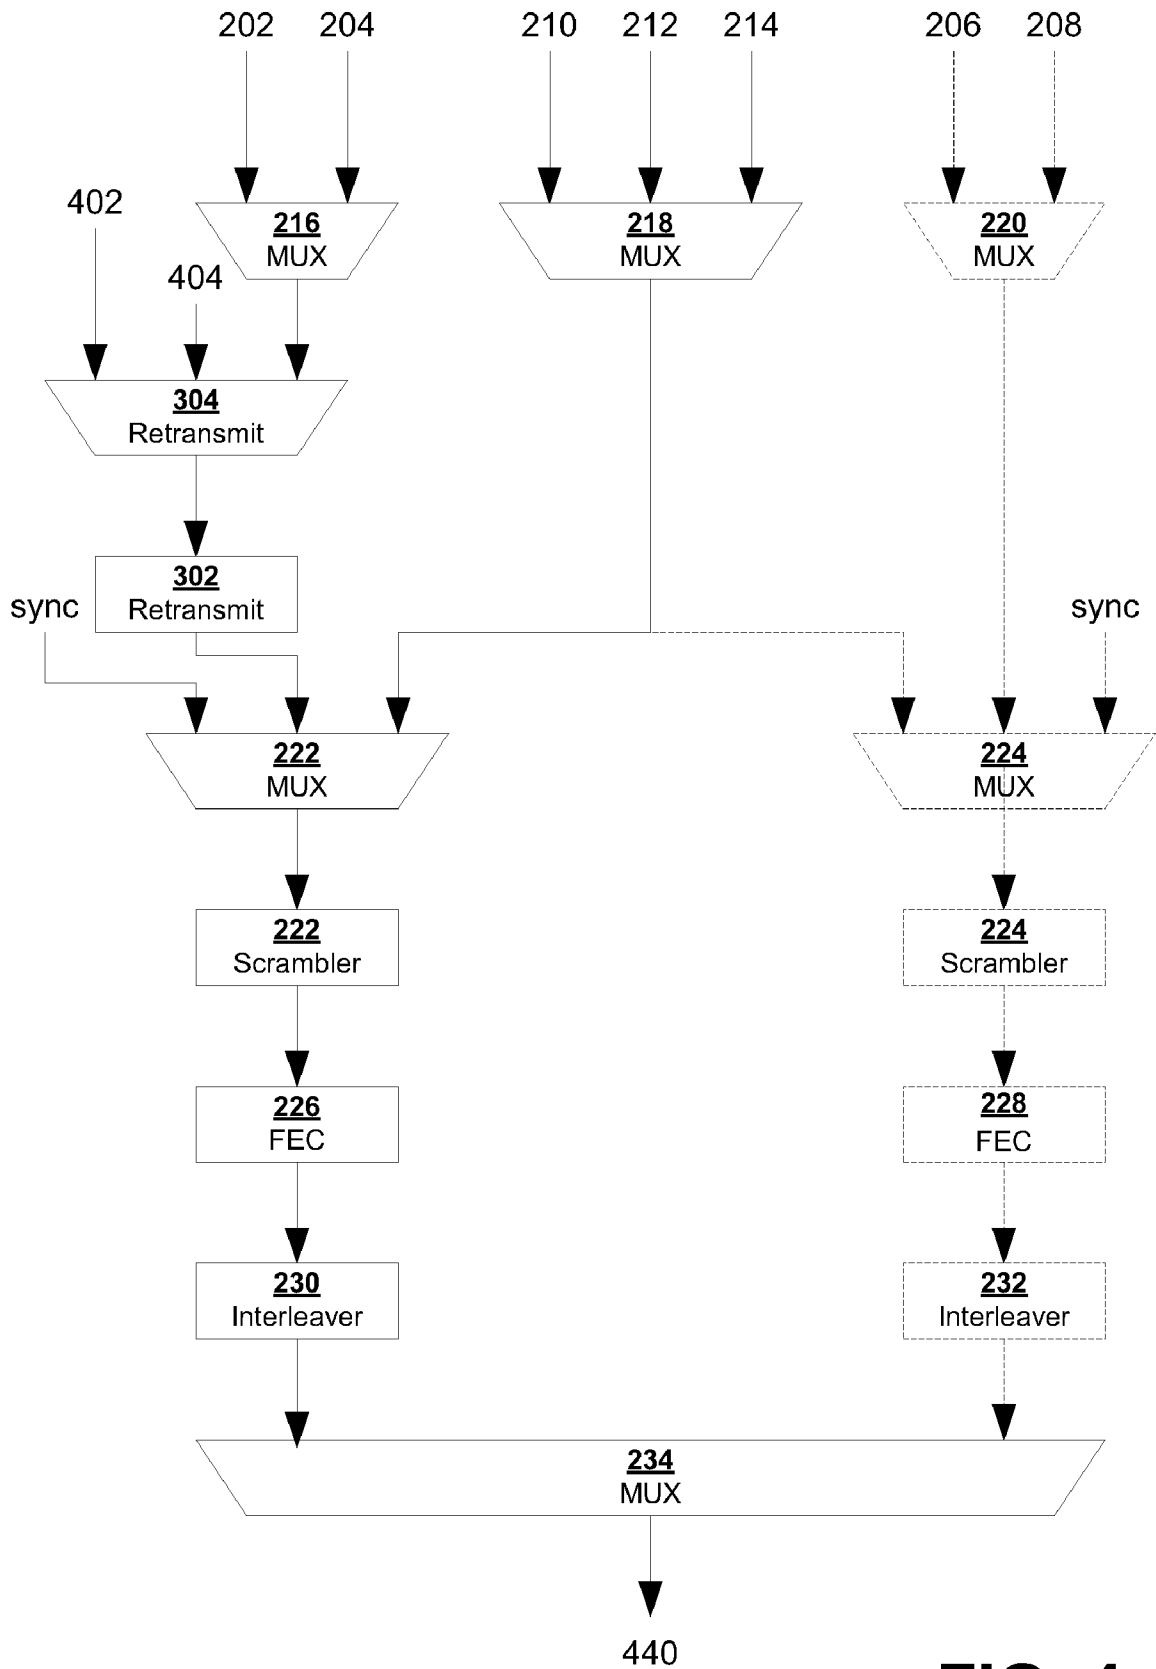 202 204 210 212 214 206 208
402
216 218 220
MUX MUX MUX
404
304
Retransmit
302
Retransmit
sync sync
222 224
MUX MUX
222 224
Scrambler Scrambler
226 228
FEC FEC
230 232
Interleaver Interleaver
234
MUX
440